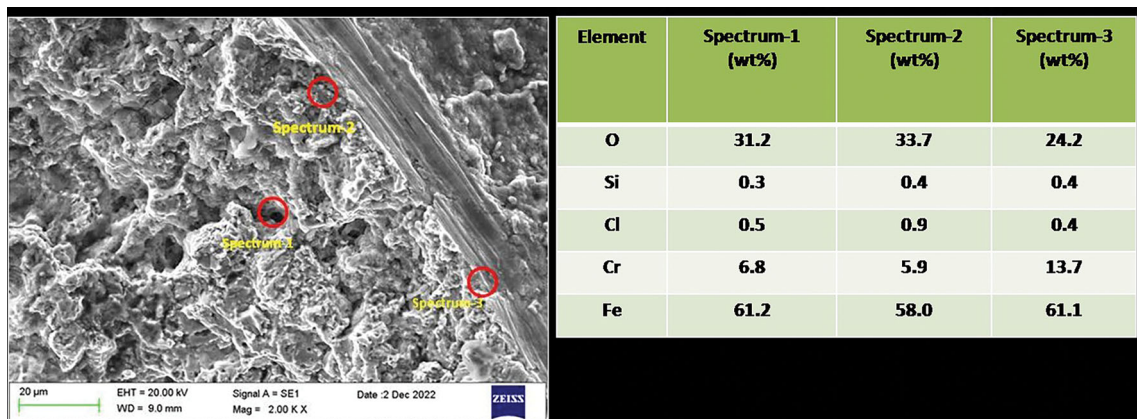 Spectrum-2
Spectrum-1
Spectrum-3
20 µm
EHT = 20.00 kV
Signal A = SE1
Date :2 Dec 2022
WD = 9.0 mm
Mag = 2.00 K X
ZEISS
Element Spectrum-1 (wt%) Spectrum-2 (wt%) Spectrum-3 (wt%)
O 31.2 33.7 24.2
Si 0.3 0.4 0.4
Cl 0.5 0.9 0.4
Cr 6.8 5.9 13.7
Fe 61.2 58.0 61.1